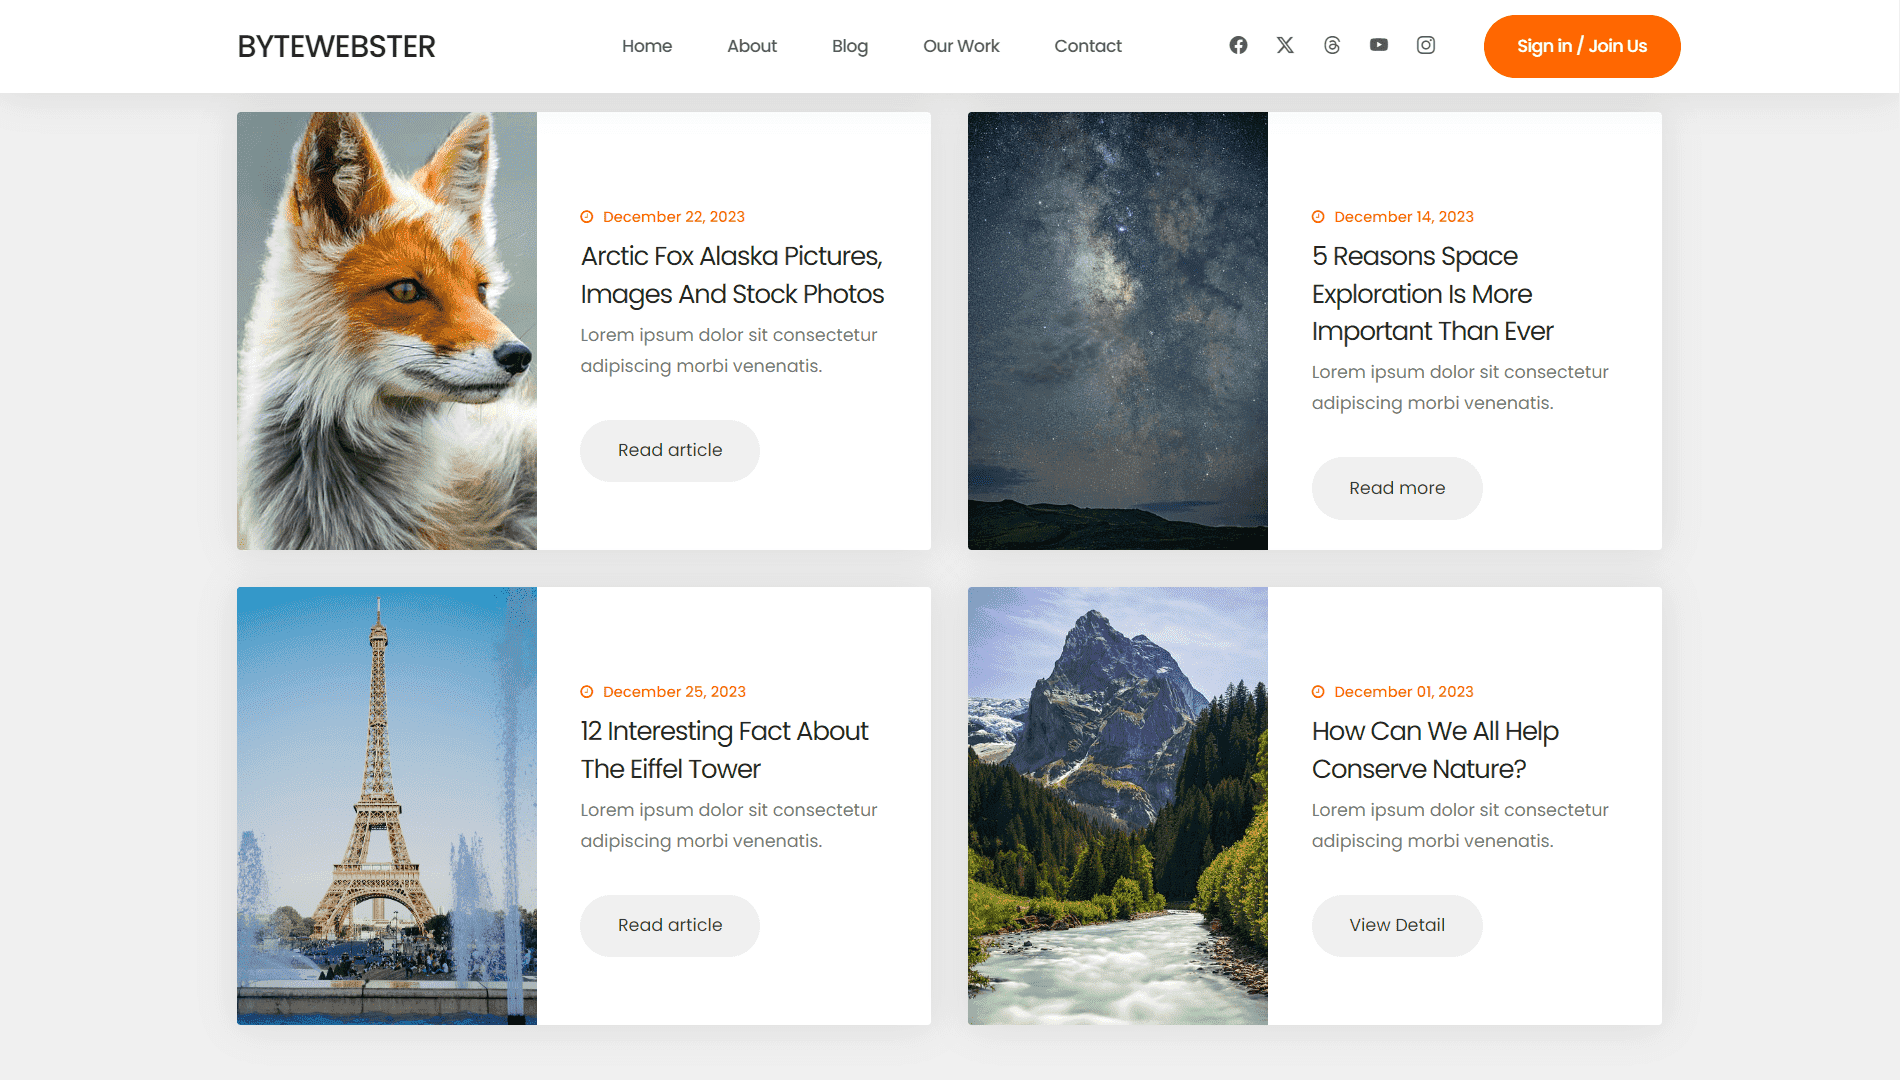 BYTEWEBSTER
Home About Blog Our Work Contact
Sign in / Join Us
December 22, 2023
Arctic Fox Alaska Pictures,
Images And Stock Photos
Lorem ipsum dolor sit consectetur
adipiscing morbi venenatis.
Read article
December 14, 2023
5 Reasons Space
Exploration Is More
Important Than Ever
Lorem ipsum dolor sit consectetur
adipiscing morbi venenatis.
Read more
December 25, 2023
12 Interesting Fact About
The Eiffel Tower
Lorem ipsum dolor sit consectetur
adipiscing morbi venenatis.
Read article
December 01, 2023
How Can We All Help
Conserve Nature?
Lorem ipsum dolor sit consectetur
adipiscing morbi venenatis.
View Detail